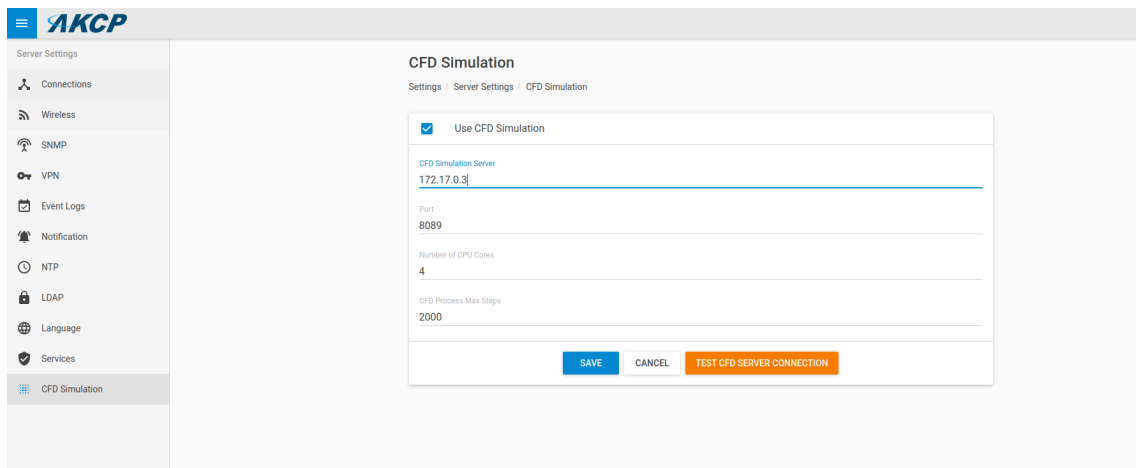 AKCP
Server Settings
Connections
Wireless
SNMP
VPN
Event Logs
Notification
NTP
LDAP
Language
Services
CFD Simulation
CFD Simulation
Settings / Server Settings / CFD Simulation
Use CFD Simulation
CFD Simulation Server
172.17.0.3
Port
8089
Number of CPU Cores
4
CFD Process Max Steps
2000
SAVE CANCEL TEST CFD SERVER CONNECTION